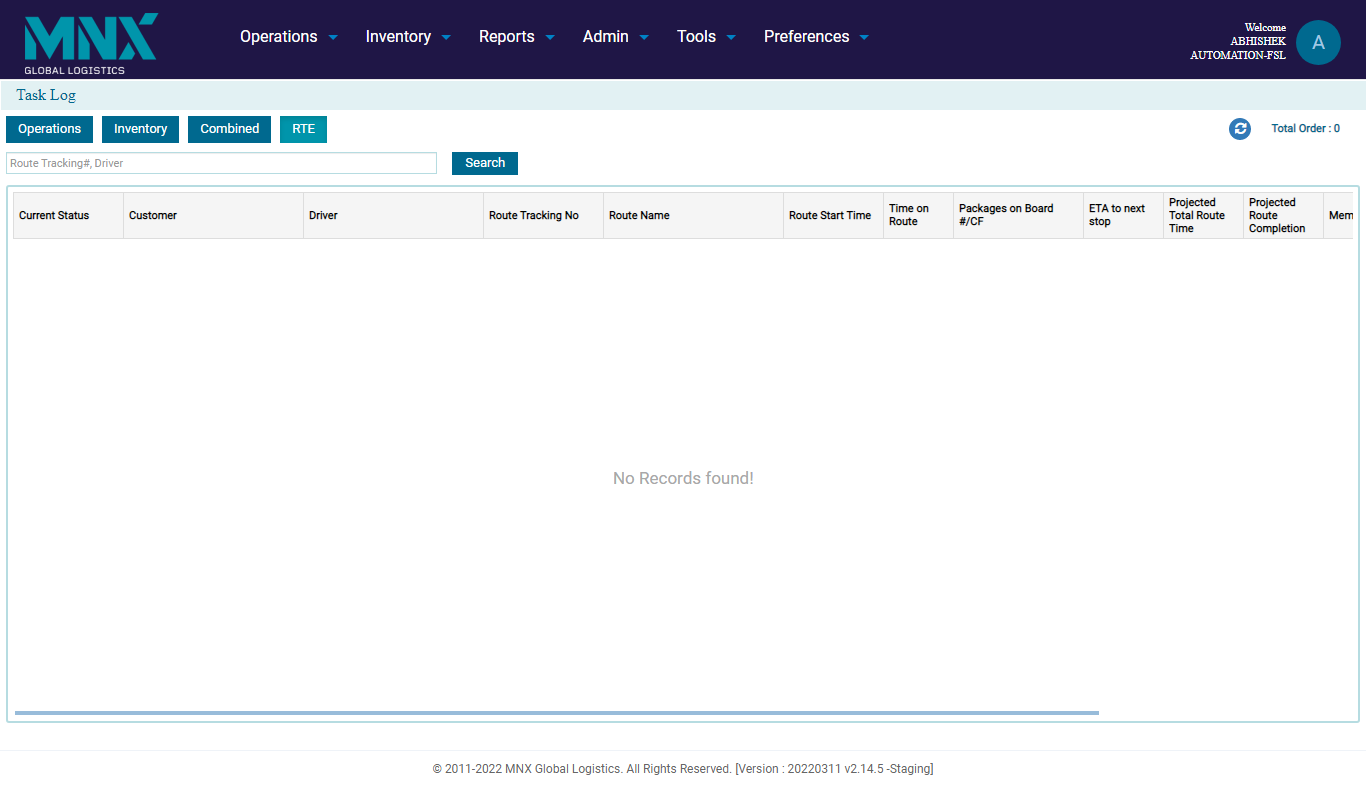 MNX
GLOBAL LOGISTICS
Operations
Inventory
Reports
Admin
Tools
Preferences
Welcome
ABHISHEK
AUTOMATION-FSL
A
Task Log
Operations
Inventory
Combined
RTE
Total Order : 0
Route Tracking#, Driver
Search
Current Status
Customer
Driver
Route Tracking No
Route Name
Route Start Time
Time on
Route
Packages on Board
#/CF
ETA to next
stop
Projected
Total Route
Time
Projected
Route
Completion
Mem
No Records found!
© 2011-2022 MNX Global Logistics. All Rights Reserved. [Version : 20220311 v2.14.5 -Staging]